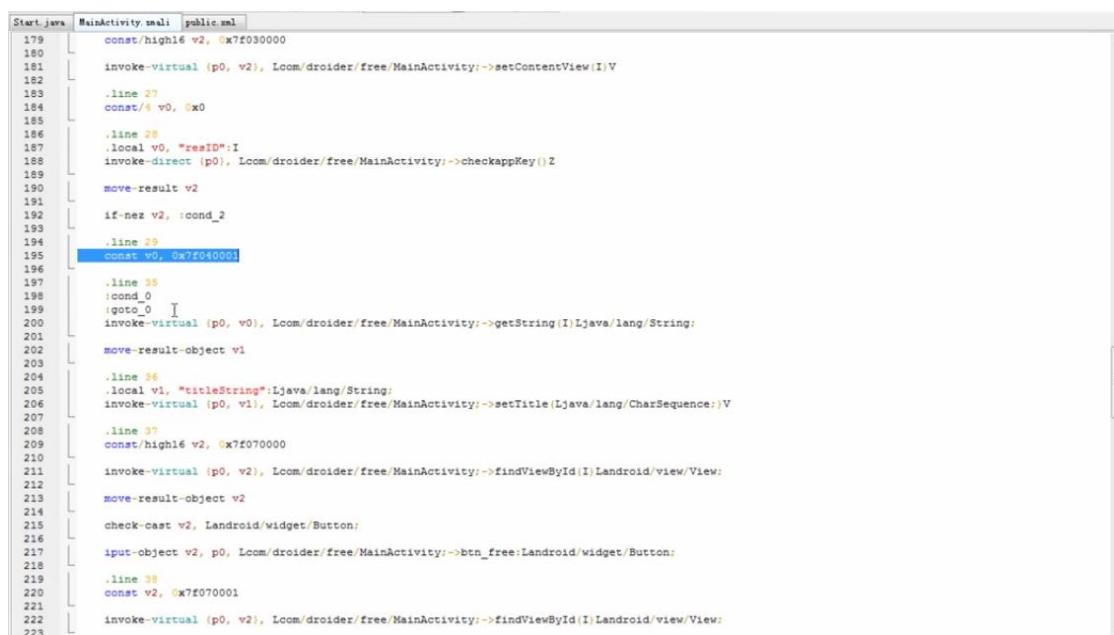 Start.java MainActivity.smali public.xml
179 const/high16 v2, 0x7f030000
180
181 invoke-virtual {p0, v2}, Lcom/droider/free/MainActivity;->setContentView(I)V
182
183 .line 27
184 const/4 v0, 0x0
185
186 .line 28
187 .local v0, "resID":I
188 invoke-direct {p0}, Lcom/droider/free/MainActivity;->checkappKey()Z
189
190 move-result v2
191
192 if-nez v2, :cond_2
193
194 .line 29
195 const v0, 0x7f040001
196
197 .line 35
198 :cond_0
199 :goto_0
200 invoke-virtual {p0, v0}, Lcom/droider/free/MainActivity;->getString(I)Ljava/lang/String;
201
202 move-result-object v1
203
204 .line 36
205 .local v1, "titleString":Ljava/lang/String;
206 invoke-virtual {p0, v1}, Lcom/droider/free/MainActivity;->setTitle(Ljava/lang/CharSequence;)V
207
208 .line 37
209 const/high16 v2, 0x7f070000
210
211 invoke-virtual {p0, v2}, Lcom/droider/free/MainActivity;->findViewById(I)Landroid/view/View;
212
213 move-result-object v2
214
215 check-cast v2, Landroid/widget/Button;
216
217 iput-object v2, p0, Lcom/droider/free/MainActivity;->btn_free:Landroid/widget/Button;
218
219 .line 38
220 const v2, 0x7f070001
221
222 invoke-virtual {p0, v2}, Lcom/droider/free/MainActivity;->findViewById(I)Landroid/view/View;
223